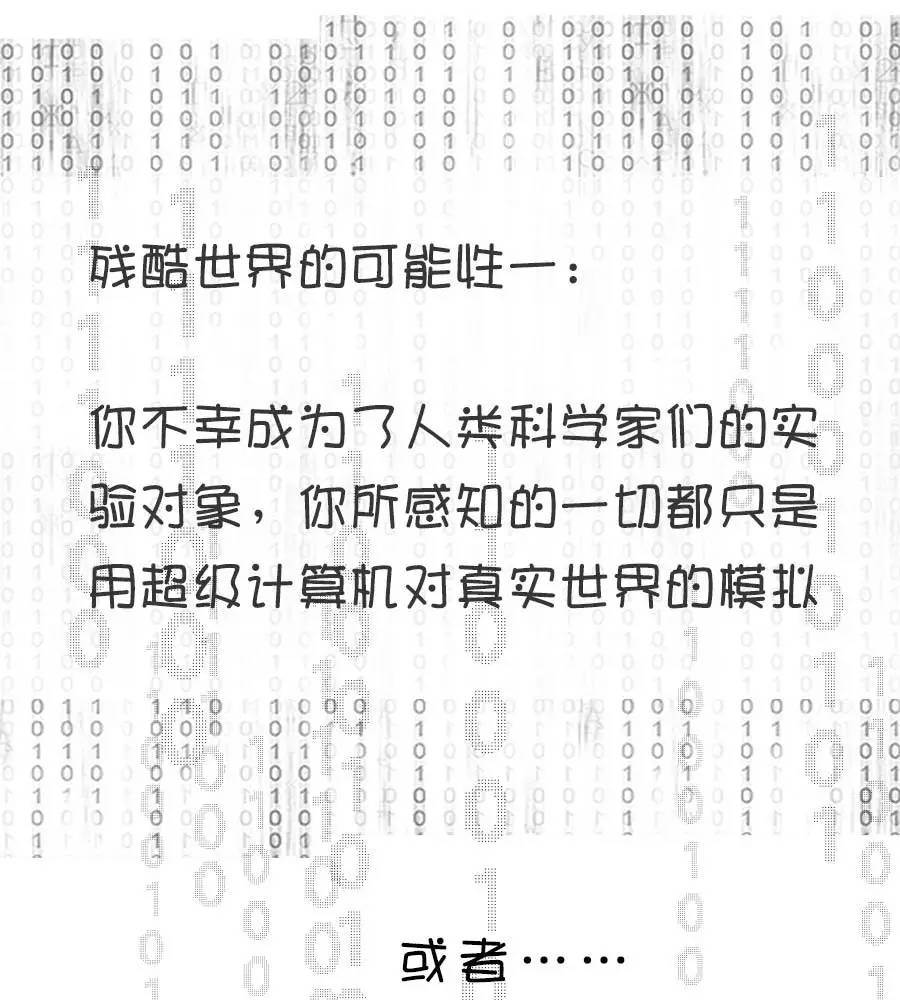 残酷世界的可能性一：
你不幸成为了人类科学家们的实
验对象，你所感知的一切都只是
用超级计算机对真实世界的模拟
或者……